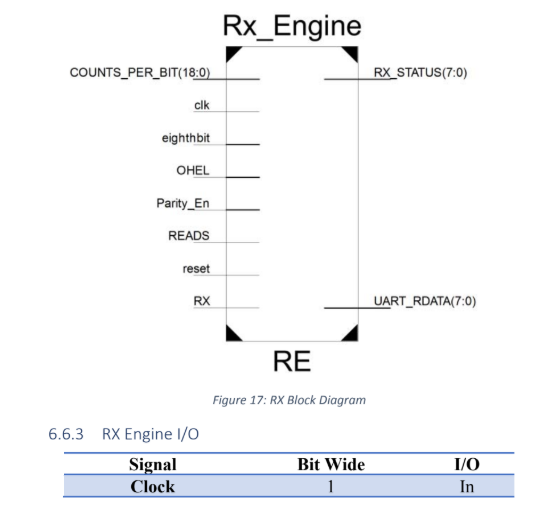 Rx_Engine
COUNTS_PER_BIT(18:0) RX_STATUS(7:0)
clk
eighthbit
OHEL
Parity_En
READS
reset
RX UART_RDATA(7:0)
RE
Figure 17: RX Block Diagram
6.6.3 RX Engine I/O
Signal Bit Wide I/O
Clock 1 In